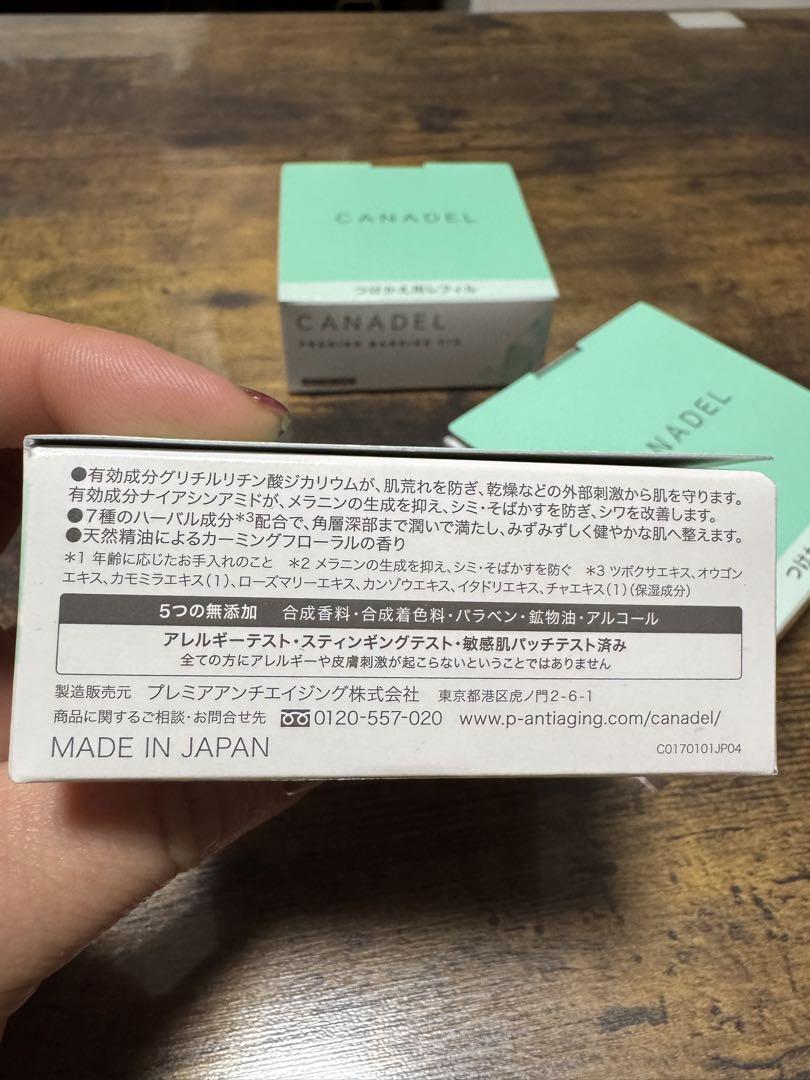 CANADEL
つけかえ用レフィル
CANADEL
PREMIER BARRIER FIX
CANADEL
●有効成分グリチルリチン酸ジカリウムが、肌荒れを防ぎ、乾燥などの外部刺激から肌を守ります。
有効成分ナイアシンアミドが、メラニンの生成を抑え、シミ・そばかすを防ぎ、シワを改善します。
●7種のハーバル成分*3配合で、角層深部まで潤いで満たし、みずみずしく健やかな肌へ整えます。
●天然精油によるカーミングフローラルの香り
*1 年齢に応じたお手入れのこと *2 メラニンの生成を抑え、シミ・そばかすを防ぐ *3 ツボクサエキス、オウゴン
エキス、カモミラエキス(1)、ローズマリーエキス、カンゾウエキス、イタドリエキス、チャエキス(1)(保湿成分)
5つの無添加 合成香料・合成着色料・パラベン・鉱物油・アルコール
アレルギーテスト・スティンギングテスト・敏感肌パッチテスト済み
全ての方にアレルギーや皮膚刺激が起こらないということではありません
製造販売元 プレミアアンチエイジング株式会社 東京都港区虎ノ門2-6-1
商品に関するご相談・お問合せ先 0120-557-020 www.p-antiaging.com/canadel/
MADE IN JAPAN
C0170101JP04